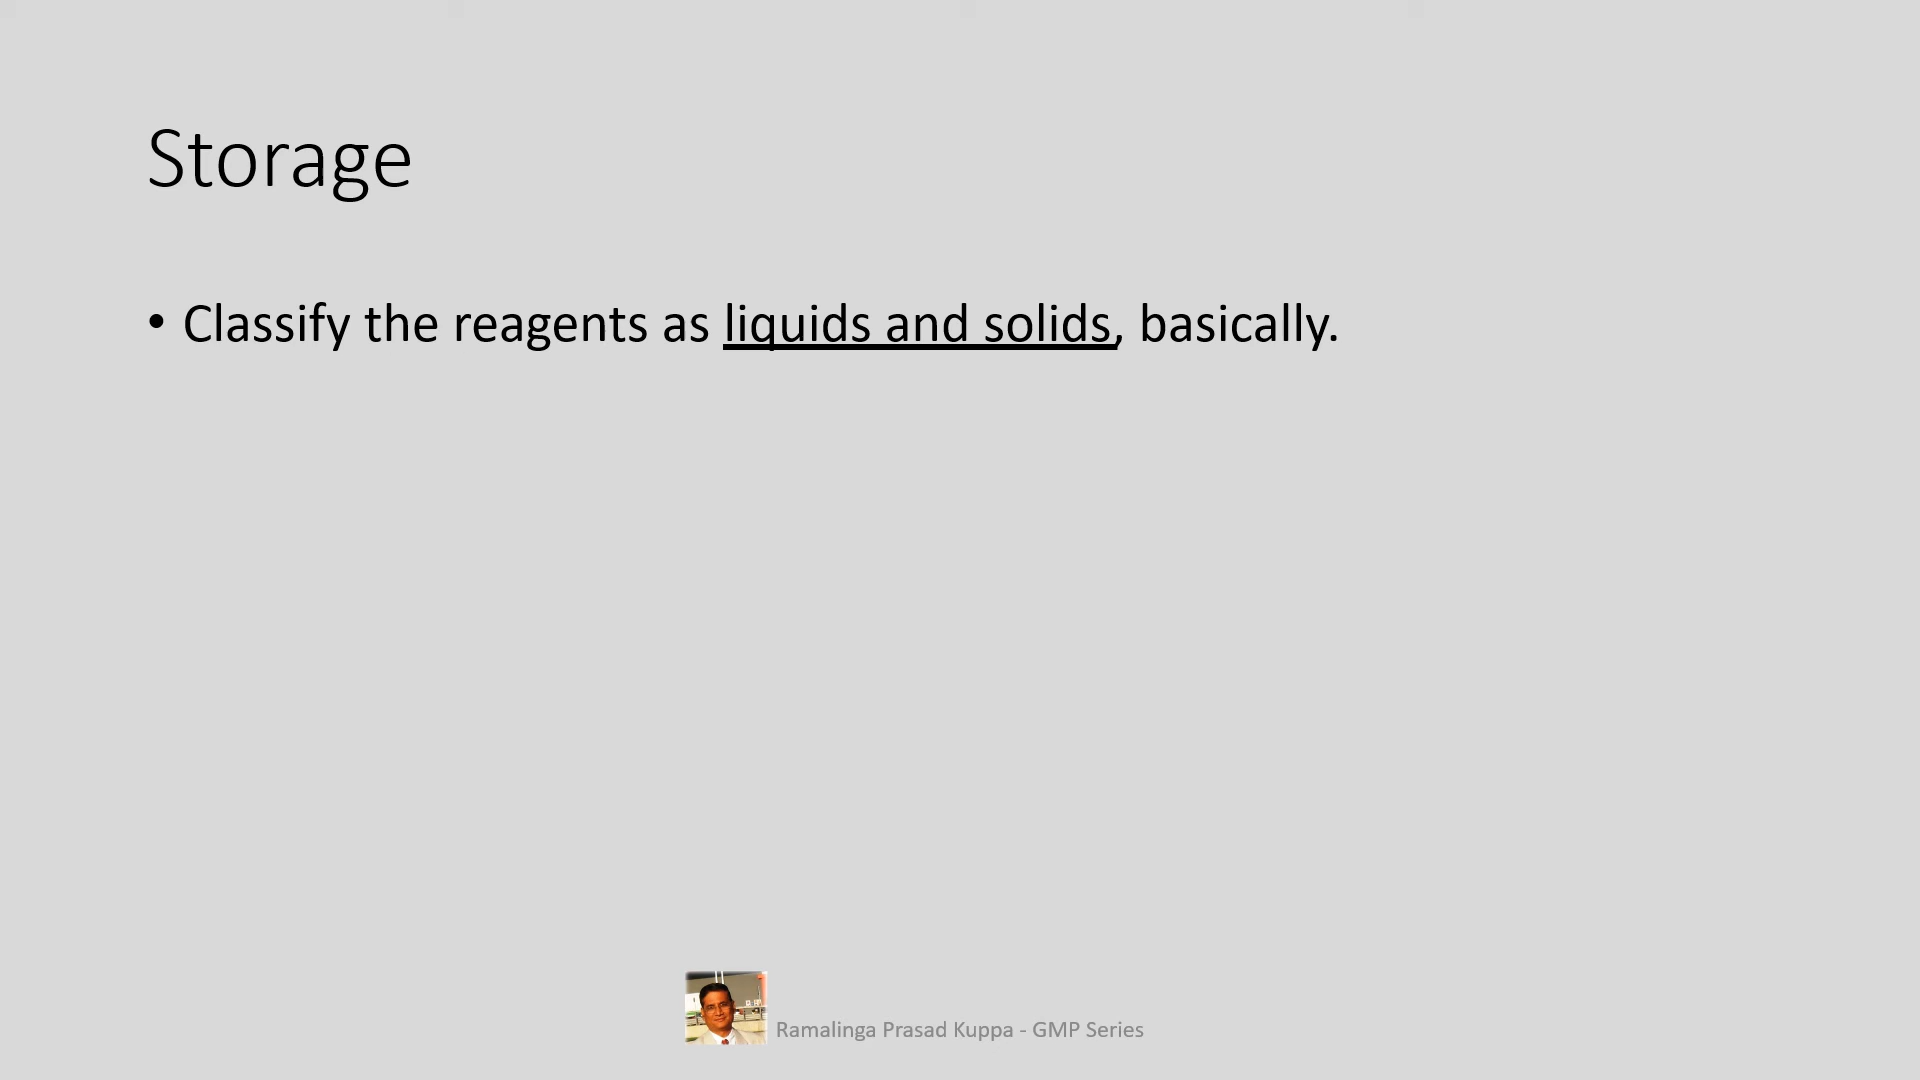 Storage
• Classify the reagents as liquids and solids, basically.
Ramalinga Prasad Kuppa - GMP Series